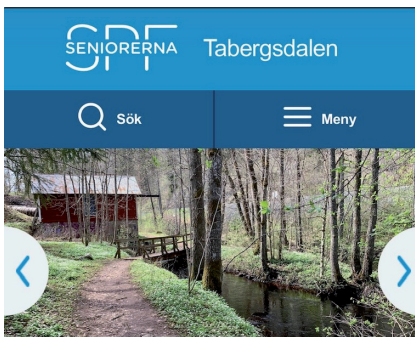 SPF
SENIORERNA
Tabergsdalen
Sök
Meny